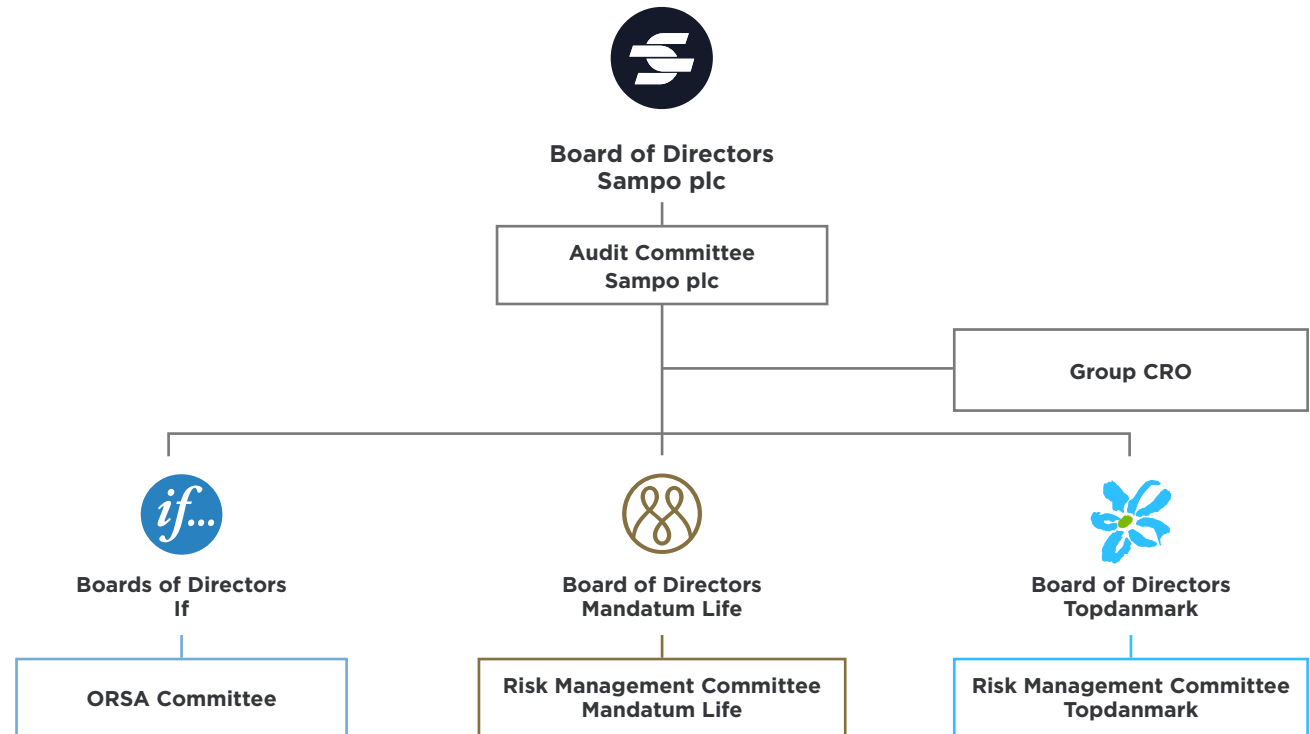 Board of Directors
Sampo plc
Audit Committee
Sampo plc
Group CRO
if...
Boards of Directors
If
Board of Directors
Mandatum Life
Board of Directors
Topdanmark
ORSA Committee
Risk Management Committee
Mandatum Life
Risk Management Committee
Topdanmark